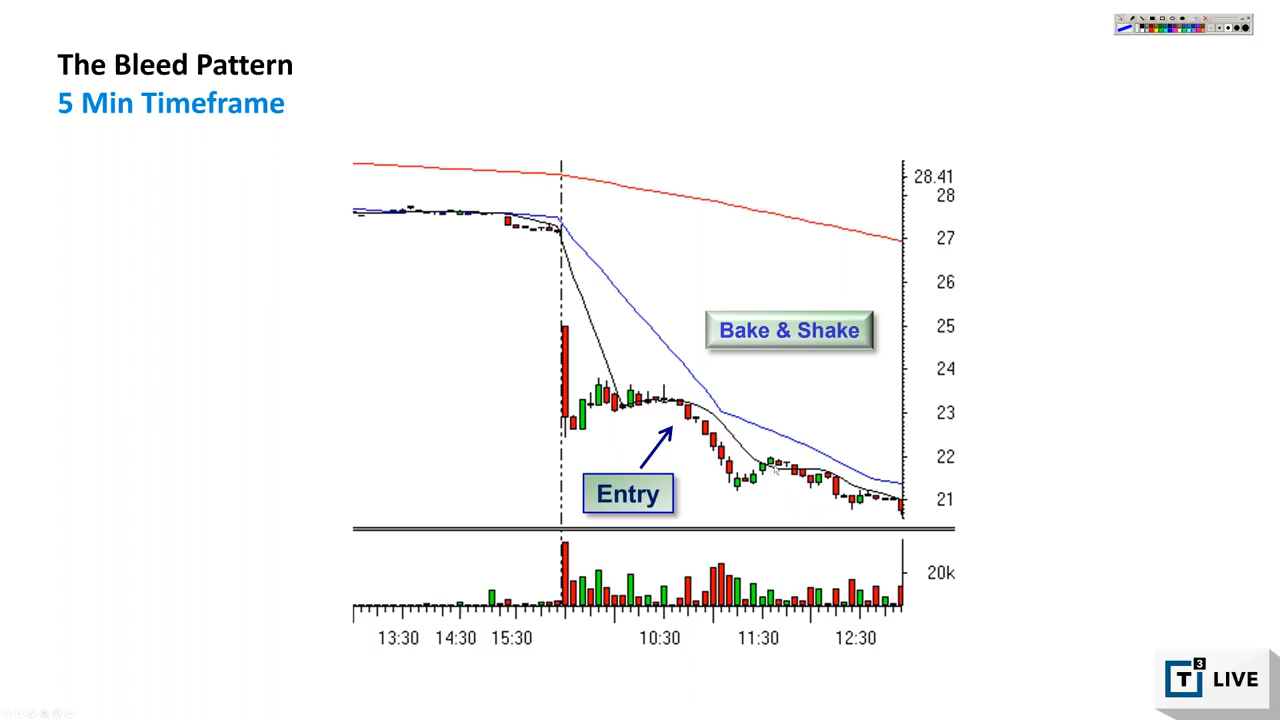 The Bleed Pattern
5 Min Timeframe
28.41
28
27
26
Bake & Shake
25
24
23
22
Entry
21
20k
13:30 14:30 15:30 10:30 11:30 12:30
T3 LIVE